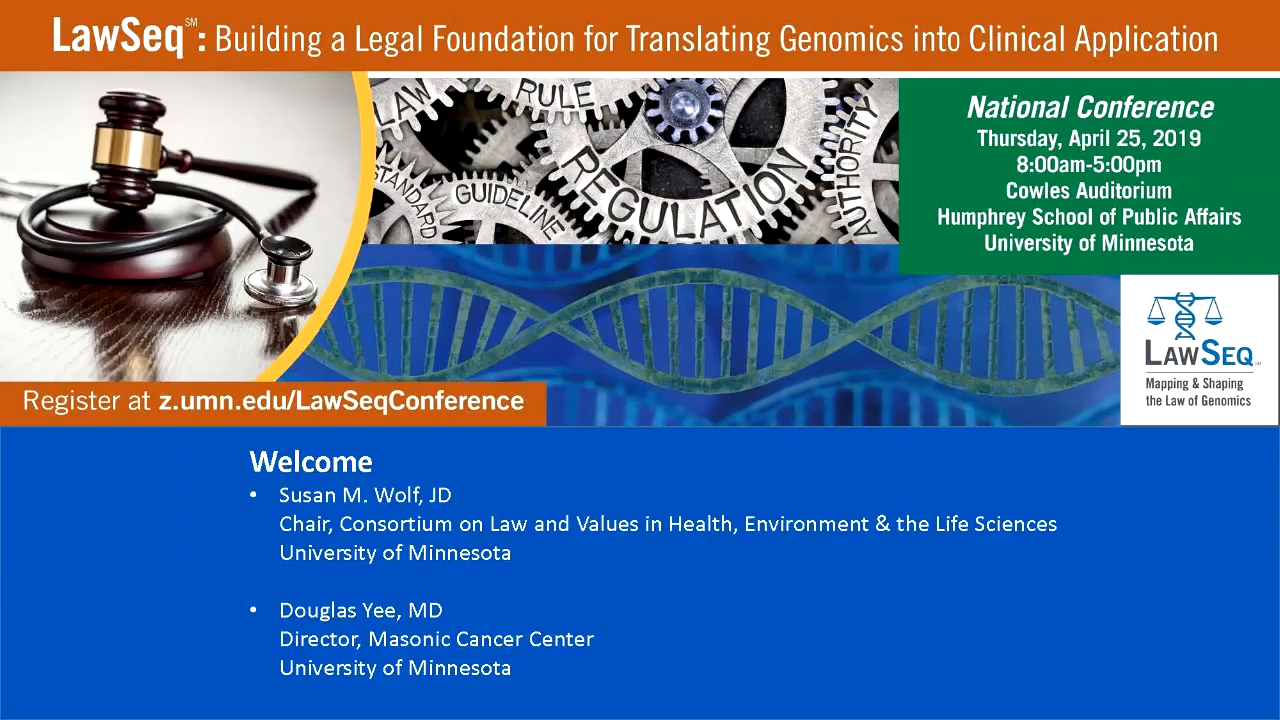 LawSeq℠: Building a Legal Foundation for Translating Genomics into Clinical Application
LAW
RULE
STANDARD
GUIDELINE
REGULATION
AUTHORITY
National Conference
Thursday, April 25, 2019
8:00am-5:00pm
Cowles Auditorium
Humphrey School of Public Affairs
University of Minnesota
LAWSEQ℠
Mapping & Shaping
the Law of Genomics
Register at z.umn.edu/LawSeqConference
Welcome
• Susan M. Wolf, JD
Chair, Consortium on Law and Values in Health, Environment & the Life Sciences
University of Minnesota
• Douglas Yee, MD
Director, Masonic Cancer Center
University of Minnesota